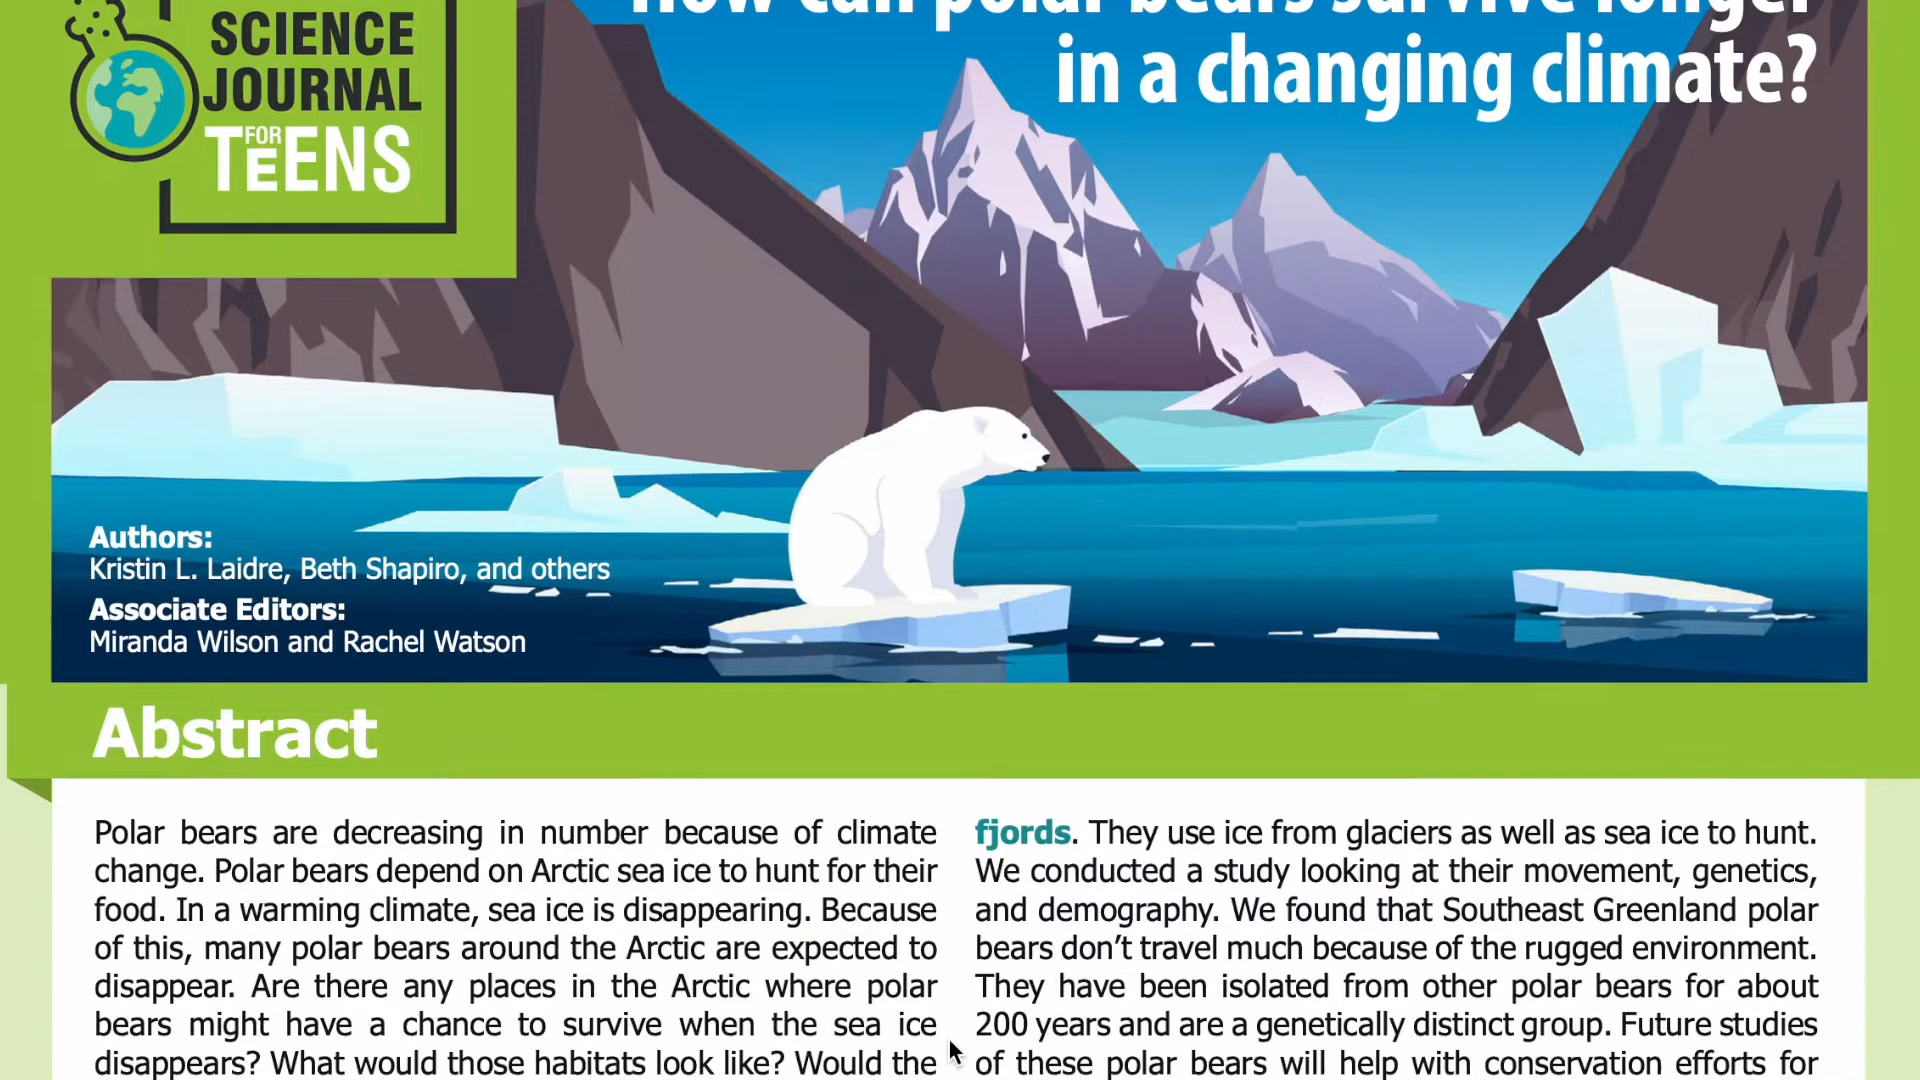 SCIENCE
JOURNAL
FOR
TEENS
How can polar bears survive longer
in a changing climate?
Authors:
Kristin L. Laidre, Beth Shapiro, and others
Associate Editors:
Miranda Wilson and Rachel Watson
Abstract
Polar bears are decreasing in number because of climate
change. Polar bears depend on Arctic sea ice to hunt for their
food. In a warming climate, sea ice is disappearing. Because
of this, many polar bears around the Arctic are expected to
disappear. Are there any places in the Arctic where polar
bears might have a chance to survive when the sea ice
disappears? What would those habitats look like? Would the
fjords. They use ice from glaciers as well as sea ice to hunt.
We conducted a study looking at their movement, genetics,
and demography. We found that Southeast Greenland polar
bears don’t travel much because of the rugged environment.
They have been isolated from other polar bears for about
200 years and are a genetically distinct group. Future studies
of these polar bears will help with conservation efforts for